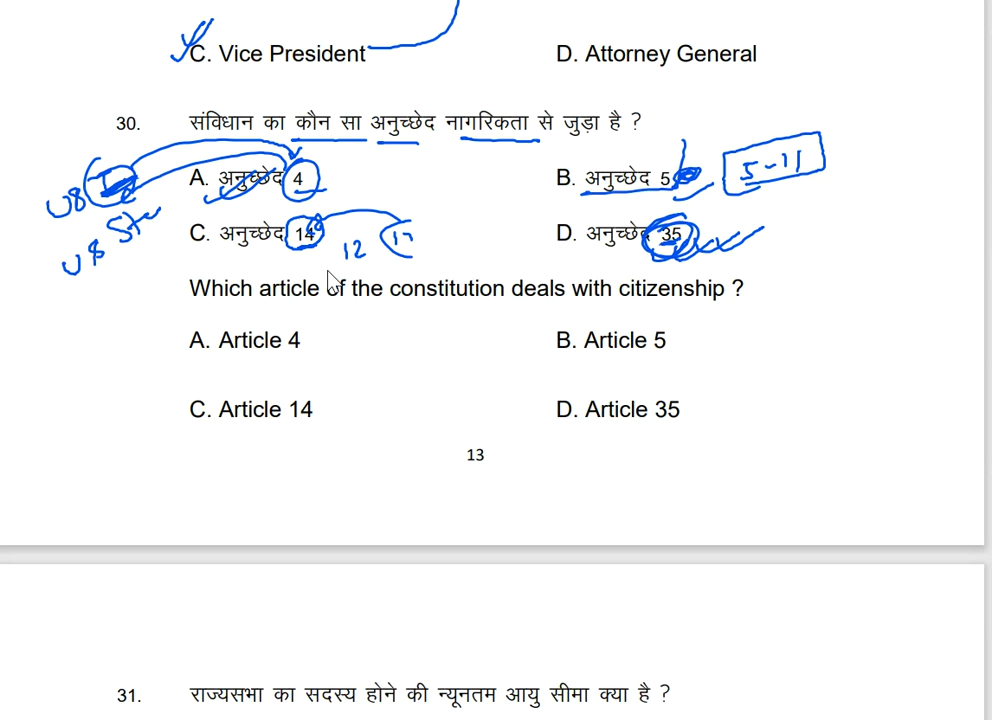 C. Vice President D. Attorney General
30. संविधान का कौन सा अनुच्छेद नागरिकता से जुड़ा है ?
A. अनुच्छेद 4 B. अनुच्छेद 5 5-11
C. अनुच्छेद 14 12 D. अनुच्छेद 35
Which article of the constitution deals with citizenship ?
A. Article 4 B. Article 5
C. Article 14 D. Article 35
13
31. राज्यसभा का सदस्य होने की न्यूनतम आयु सीमा क्या है ?